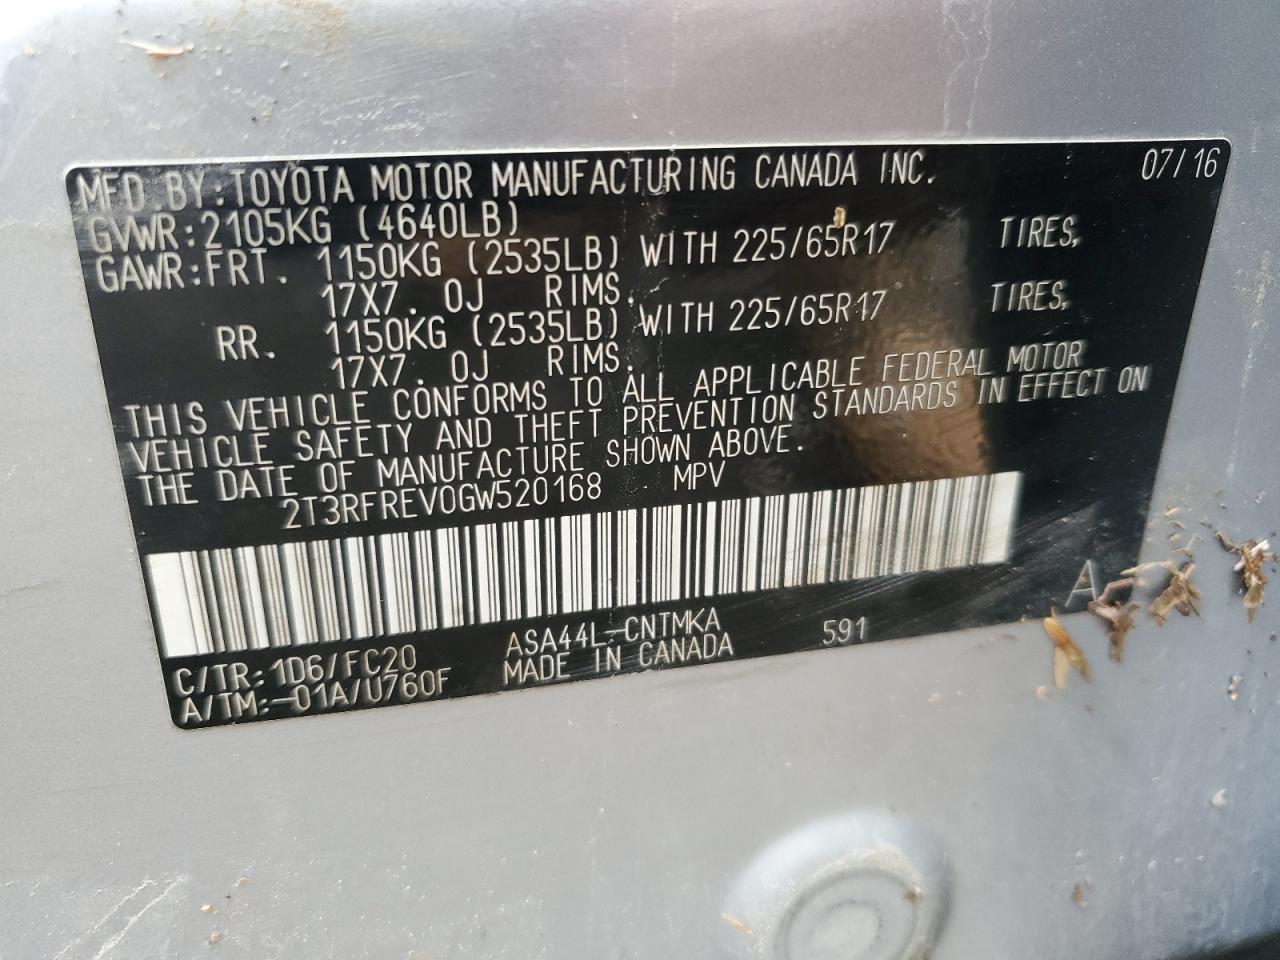 MFD BY:TOYOTA MOTOR MANUFACTURING CANADA INC. 07/16
GVWR:2105KG (4640LB)
GAWR:FRT. 1150KG (2535LB) WITH 225/65R17 TIRES,
17X7.0J RIMS.
RR. 1150KG (2535LB) WITH 225/65R17 TIRES,
17X7.0J RIMS.
THIS VEHICLE CONFORMS TO ALL APPLICABLE FEDERAL MOTOR
VEHICLE SAFETY AND THEFT PREVENTION STANDARDS IN EFFECT ON
THE DATE OF MANUFACTURE SHOWN ABOVE.
2T3RFREV0GW520168 MPV
C/TR:1D6/FC20 ASA44L-CNTMKA 591
A/TM:-01A/U760F MADE IN CANADA